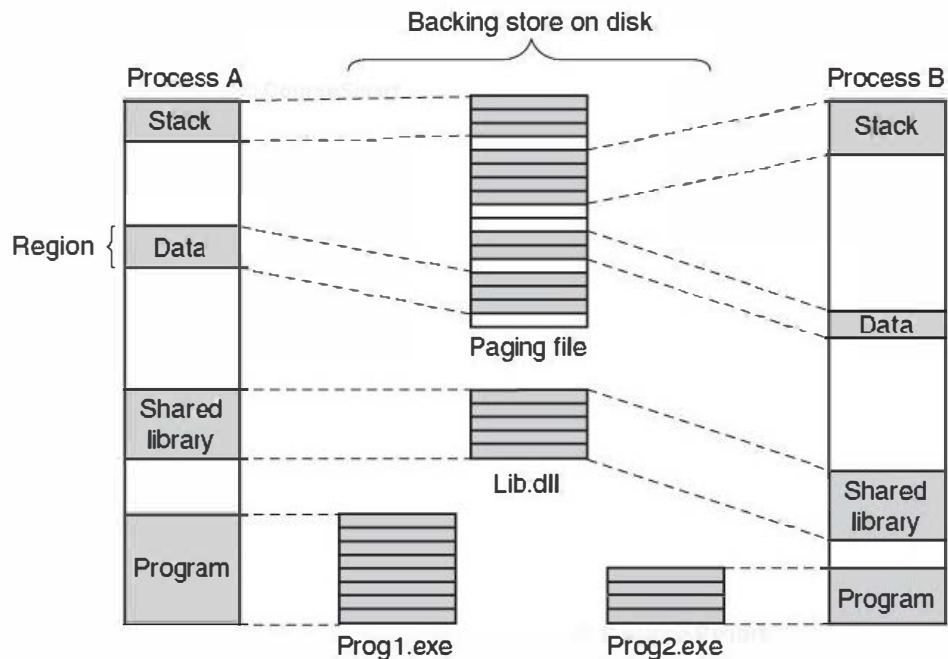 Backing store on disk
Process A
Process B
Stack
Stack
Region
Data
Data
Paging file
Shared
library
Lib.dll
Shared
library
Program
Program
Prog1.exe
Prog2.exe